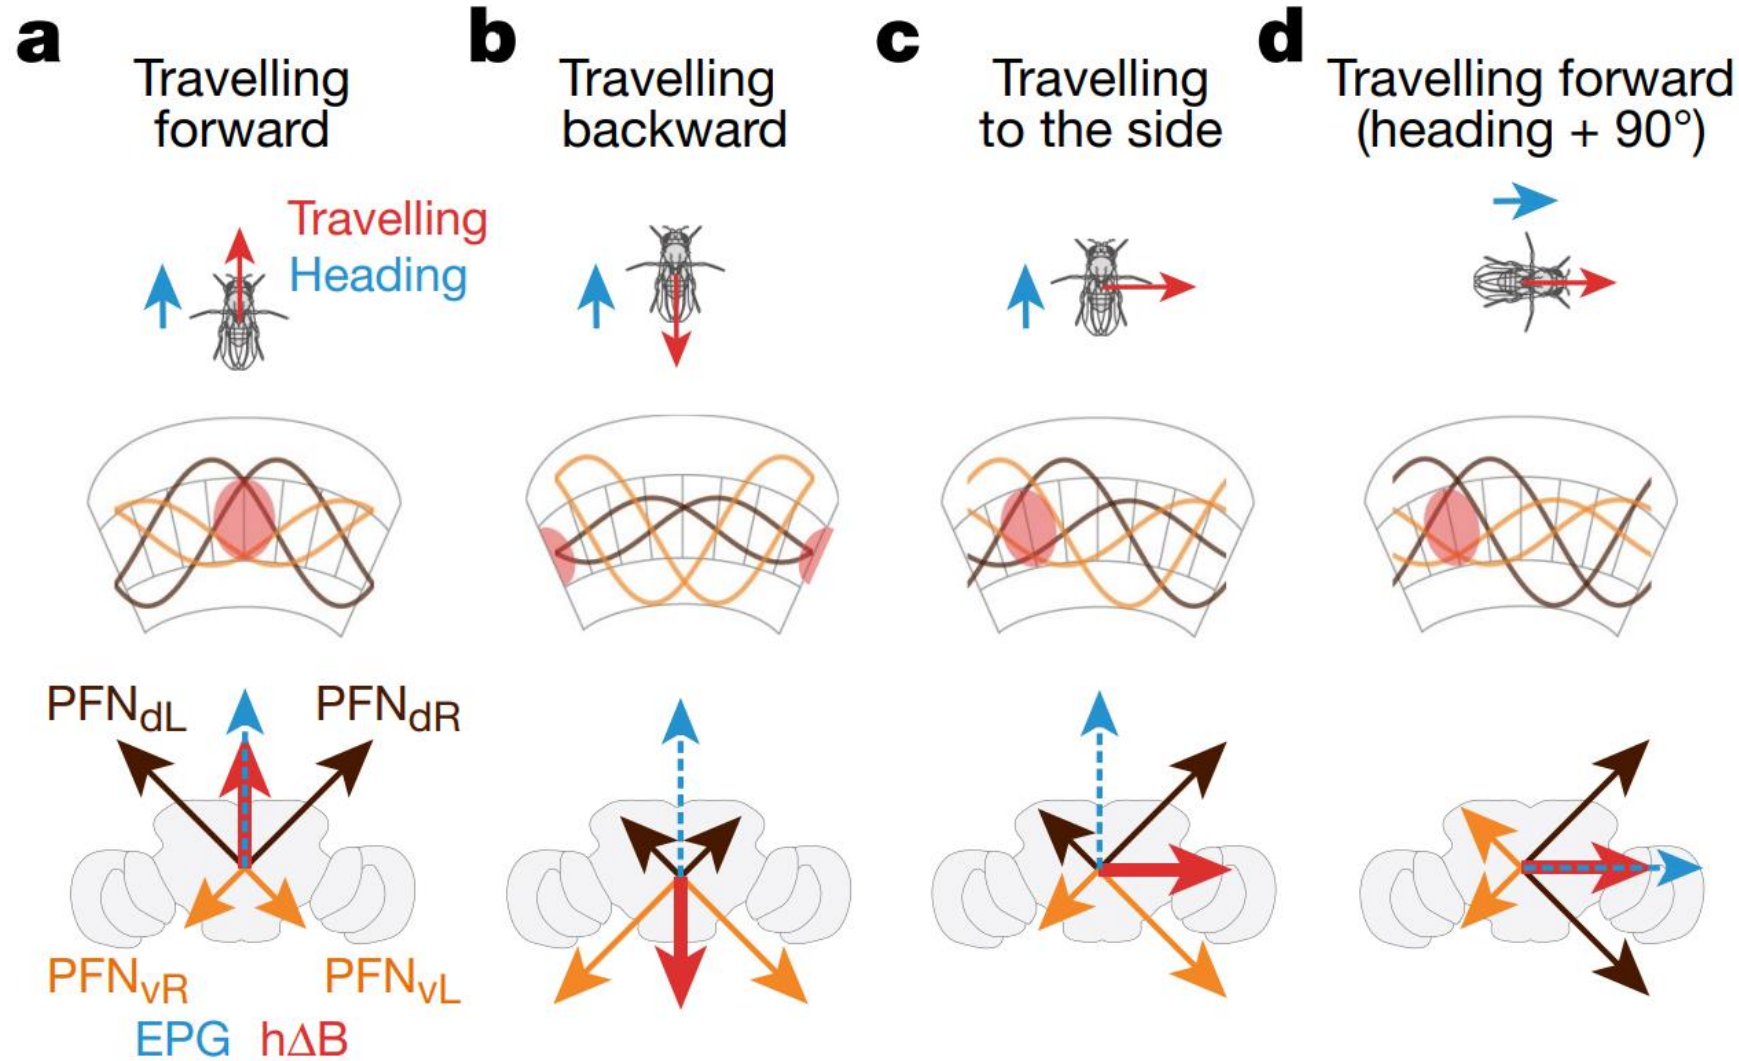 a
Travelling
forward
b
Travelling
backward
c
Travelling
to the side
d
Travelling forward
(heading + 90°)
Travelling
Heading
PFNdL
PFNdR
PFNvR
PFNvL
EPG
hΔB